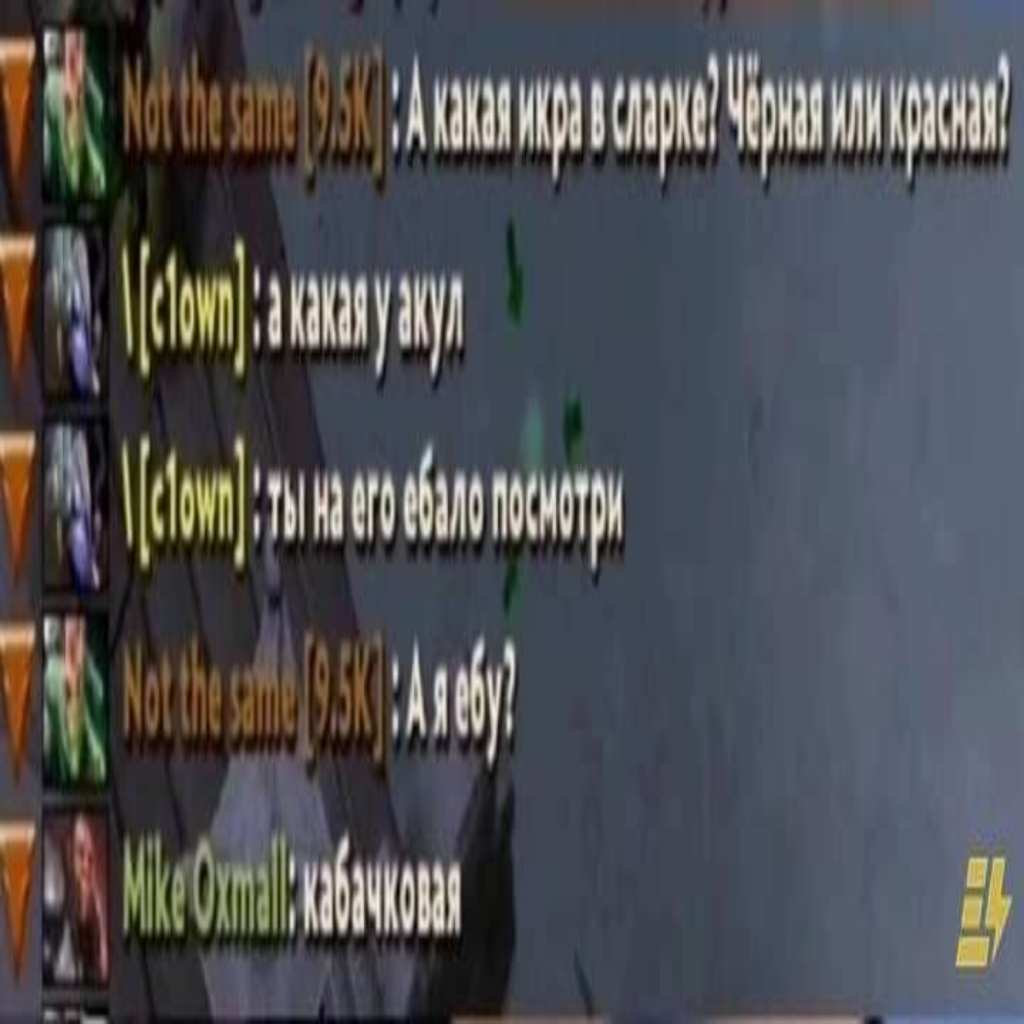 Not the same [9.5K]: А какая икра в сларке? Чёрная или красная?
\[c1own]: а какая у акул
\[c1own]: ты на его ебало посмотри
Not the same [9.5K]: А я ебу?
Mike Oxmall: кабачковая